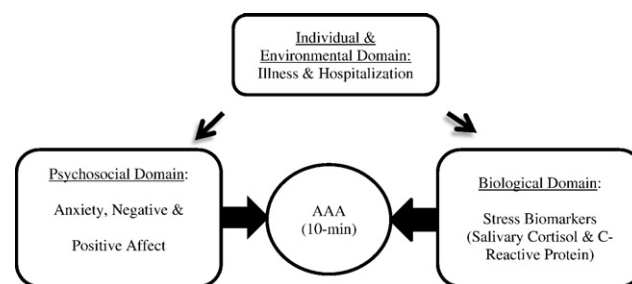 Individual &
Environmental Domain:
Illness & Hospitalization
Psychosocial Domain:
Anxiety, Negative &
Positive Affect
AAA
(10-min)
Biological Domain:
Stress Biomarkers
(Salivary Cortisol & C-
Reactive Protein)